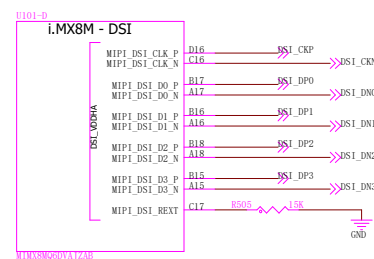 U101-D
i.MX8M - DSI
DSI_VDDHA
MIPI_DSI_CLK_P D16 DSI_CKP
MIPI_DSI_CLK_N C16 DSI_CKN
MIPI_DSI_D0_P B17 DSI_DP0
MIPI_DSI_D0_N A17 DSI_DN0
MIPI_DSI_D1_P B16 DSI_DP1
MIPI_DSI_D1_N A16 DSI_DN1
MIPI_DSI_D2_P B18 DSI_DP2
MIPI_DSI_D2_N A18 DSI_DN2
MIPI_DSI_D3_P B15 DSI_DP3
MIPI_DSI_D3_N A15 DSI_DN3
MIPI_DSI_REXT C17 R505 15K
GND
MIMX8MQ6DVAJZAB